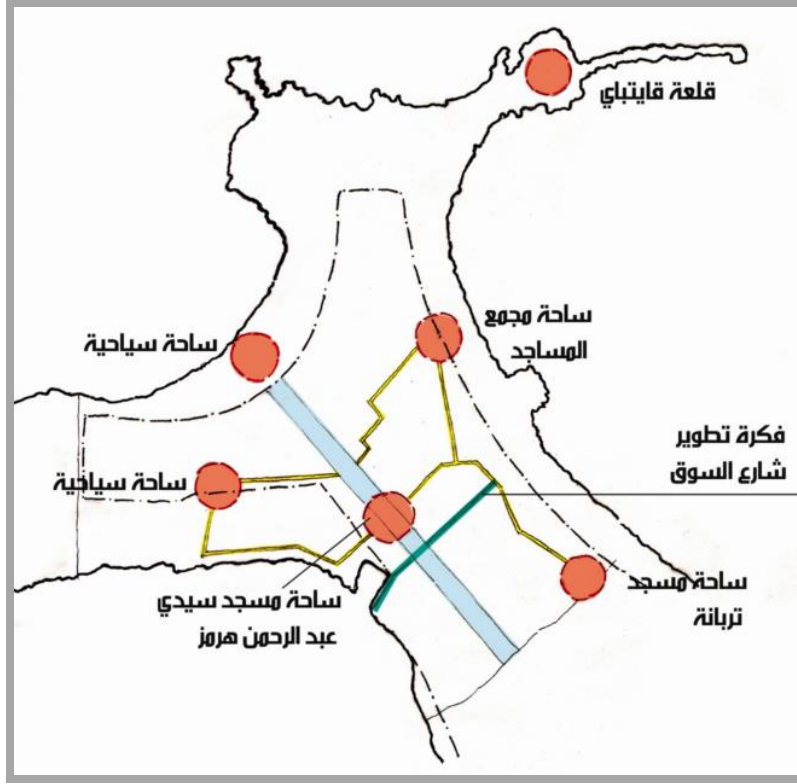 قلعة قايتباي
ساحة مجمع
المساجد
ساحة سياحية
فكرة تطوير
شارع السوق
ساحة سياحية
ساحة مسجد
تربانة
ساحة مسجد سيدي
عبد الرحمن هرمز